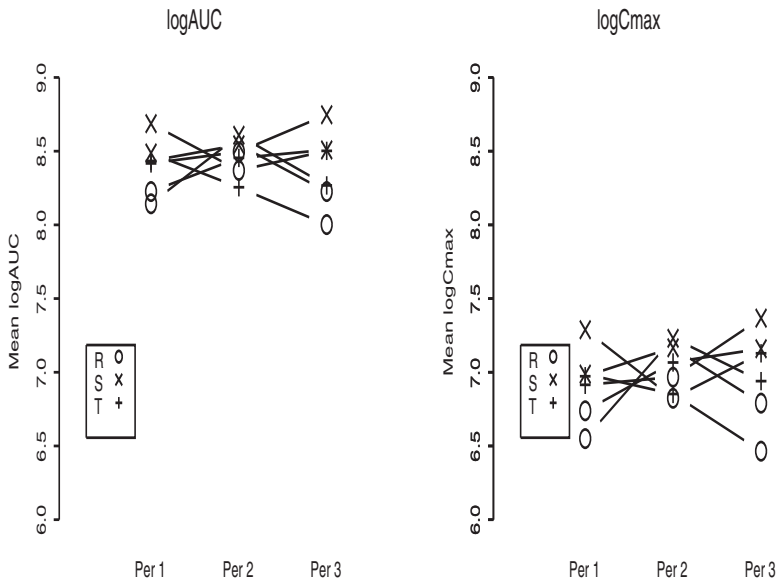 logAUC
Mean logAUC
9.0
8.5
8.0
7.5
7.0
6.5
6.0
R O
S ×
T +
Per 1 Per 2 Per 3
logCmax
Mean logCmax
9.0
8.5
8.0
7.5
7.0
6.5
6.0
R O
S ×
T +
Per 1 Per 2 Per 3